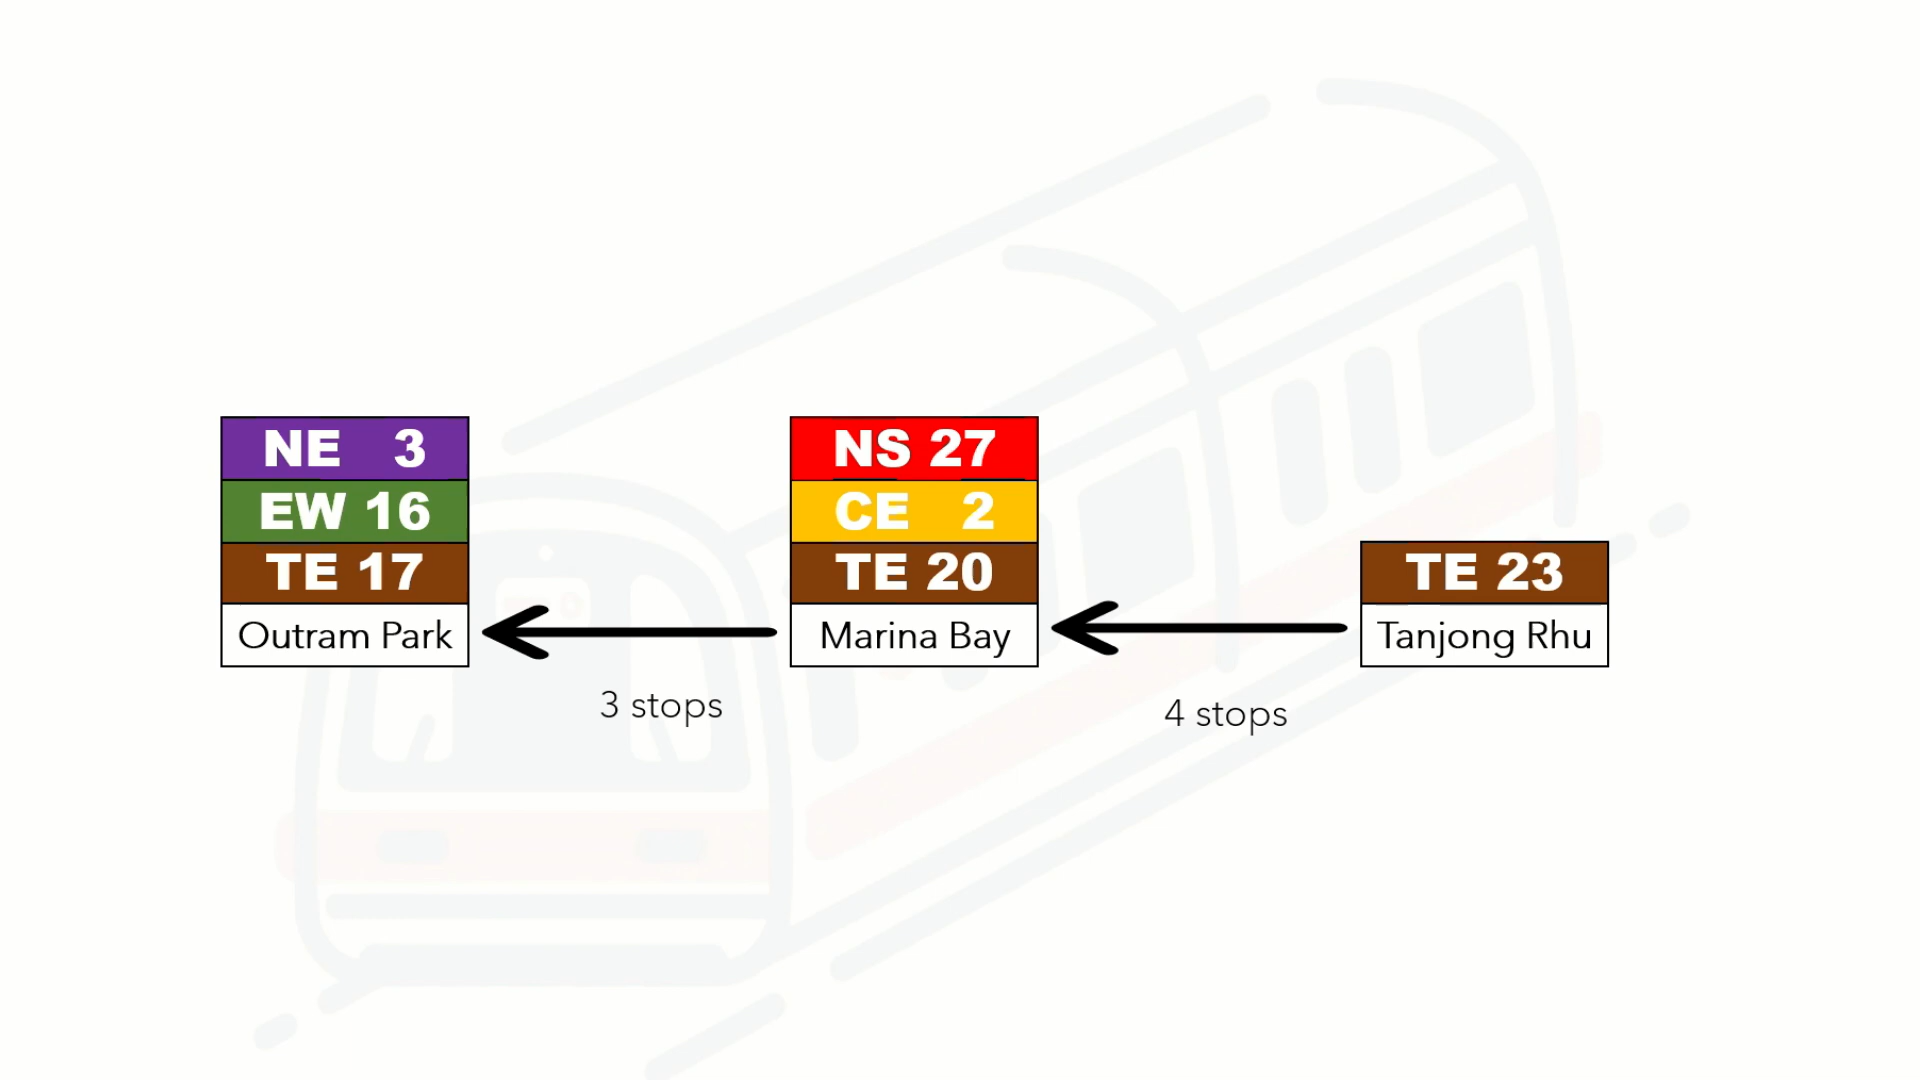 NE 3
EW 16
TE 17
Outram Park
3 stops
NS 27
CE 2
TE 20
Marina Bay
4 stops
TE 23
Tanjong Rhu